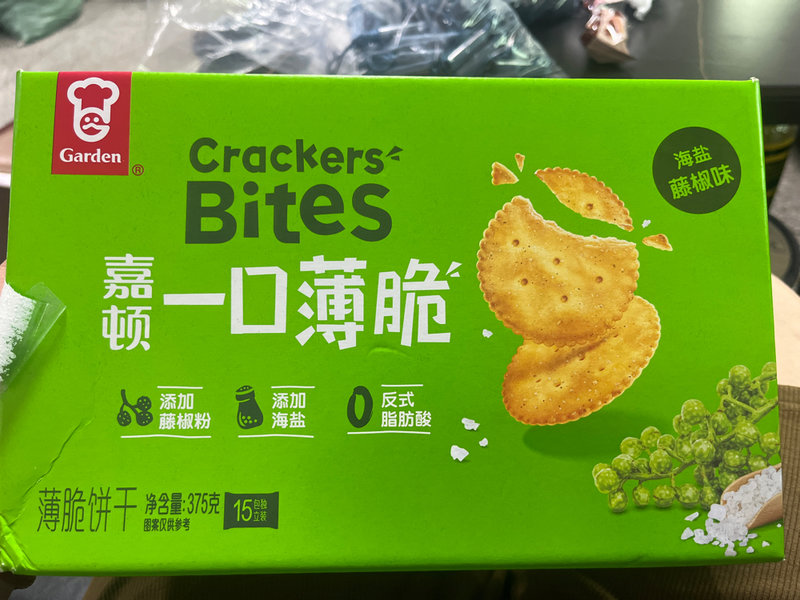 Garden
®
Crackers
Bites
海盐
藤椒味
嘉顿
一口薄脆
添加
藤椒粉
添加
海盐
0
反式
脂肪酸
薄脆饼干
净含量:375克
图案仅供参考
15包独立装